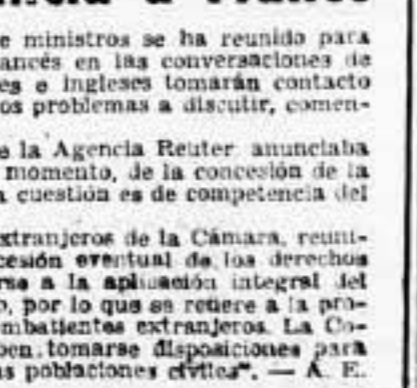 e ministros se ha reunido para
ancés en las conversaciones de
es e ingleses tomarán contacto
os problemas a discutir, comen-
e la Agencia Reuter anunciaba
momento, de la concesión de la
a cuestión es de competencia del
xtranjeros de la Cámara, reuni-
cesión eventual de los derechos
rse a la aplicación integral del
o, por lo que se refiere a la pro-
ombatientes extranjeros. La Co-
ben tomarse disposiciones para
as poblaciones civiles". — A. E.